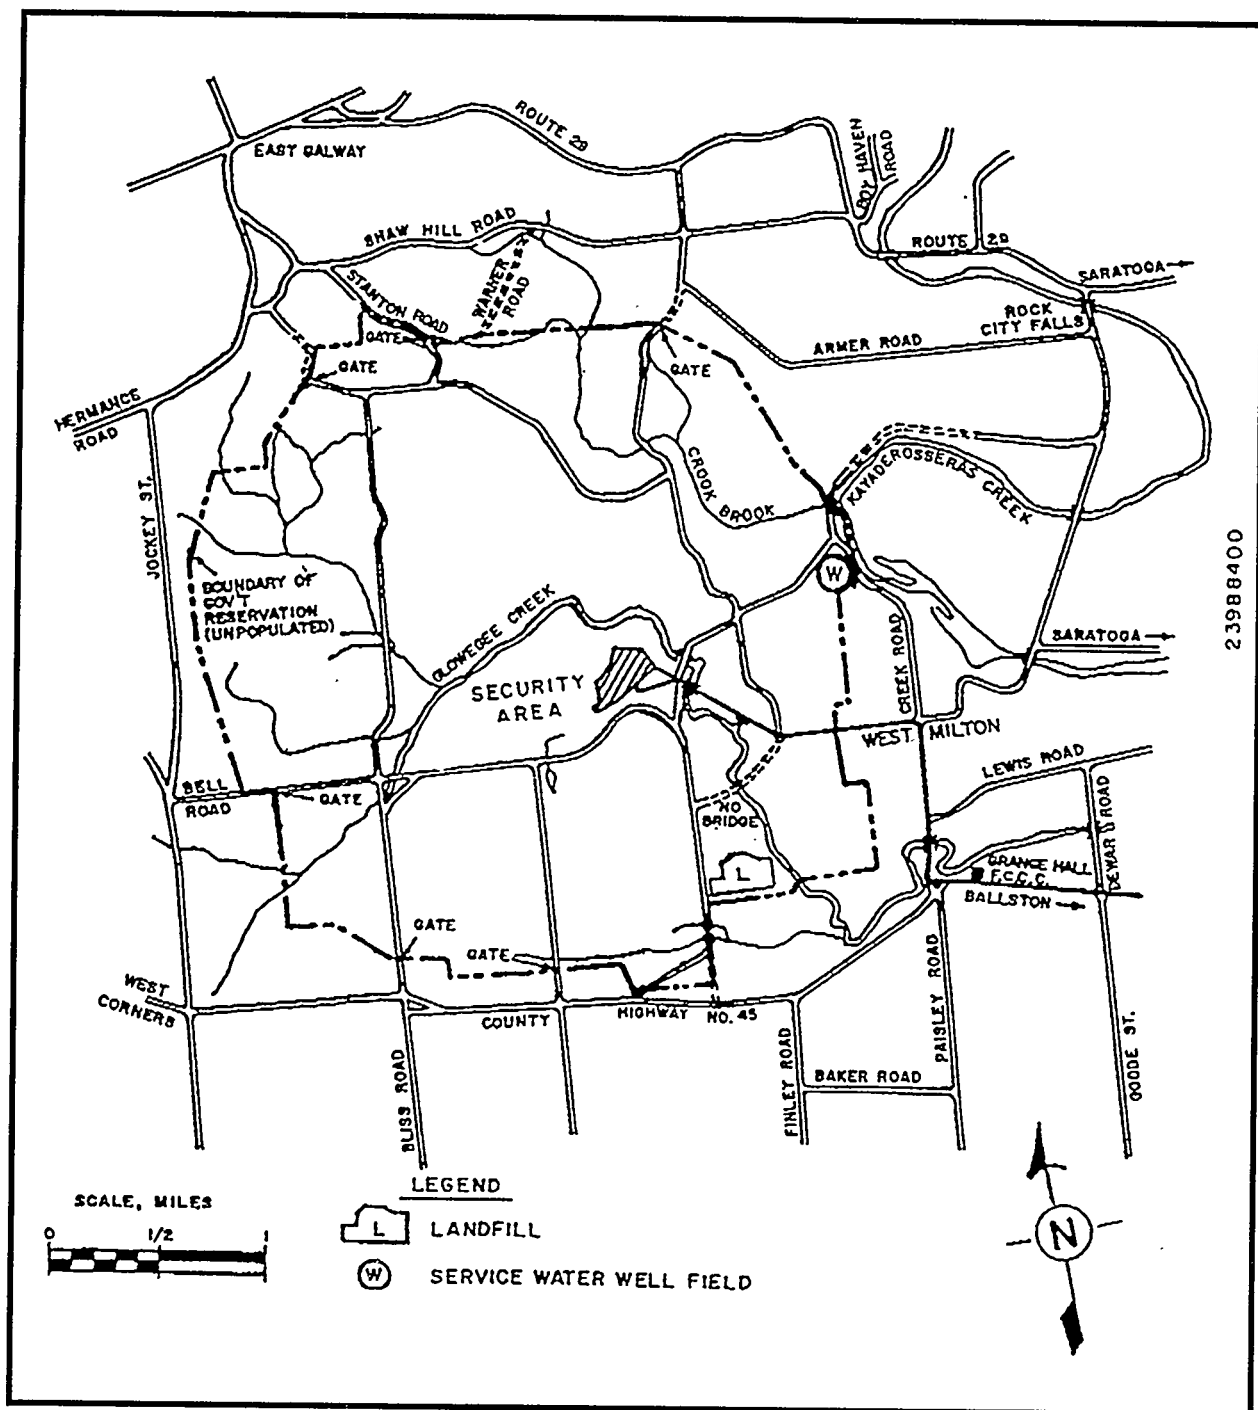 ROUTE 29
EAST GALWAY
ROY HAVEN
ROAD
SHAW HILL ROAD
ROUTE 29
SARATOGA
STANTON ROAD
WARNER
ROAD
ROCK
CITY FALLS
GATE
ARMER ROAD
GATE
GATE
HERMANCE
ROAD
CROOK
BROOK
KAYADEROSSERAS CREEK
JOCKEY ST.
BOUNDARY OF
GOV'T
RESERVATION
(UNPOPULATED)
W
23988400
GLOWEGEE CREEK
SARATOGA
SECURITY
AREA
CREEK ROAD
WEST MILTON
LEWIS ROAD
BELL
ROAD
GATE
NO
BRIDGE
DEWAR ROAD
L
GRANGE HALL
F.C.C.C.
BALLSTON
GATE
GATE
WEST
CORNERS
COUNTY
HIGHWAY NO. 45
PAISLEY ROAD
GOODE ST.
BLISS ROAD
FINLEY ROAD
BAKER ROAD
LEGEND
SCALE, MILES
0 1/2 1
L LANDFILL
W SERVICE WATER WELL FIELD
N